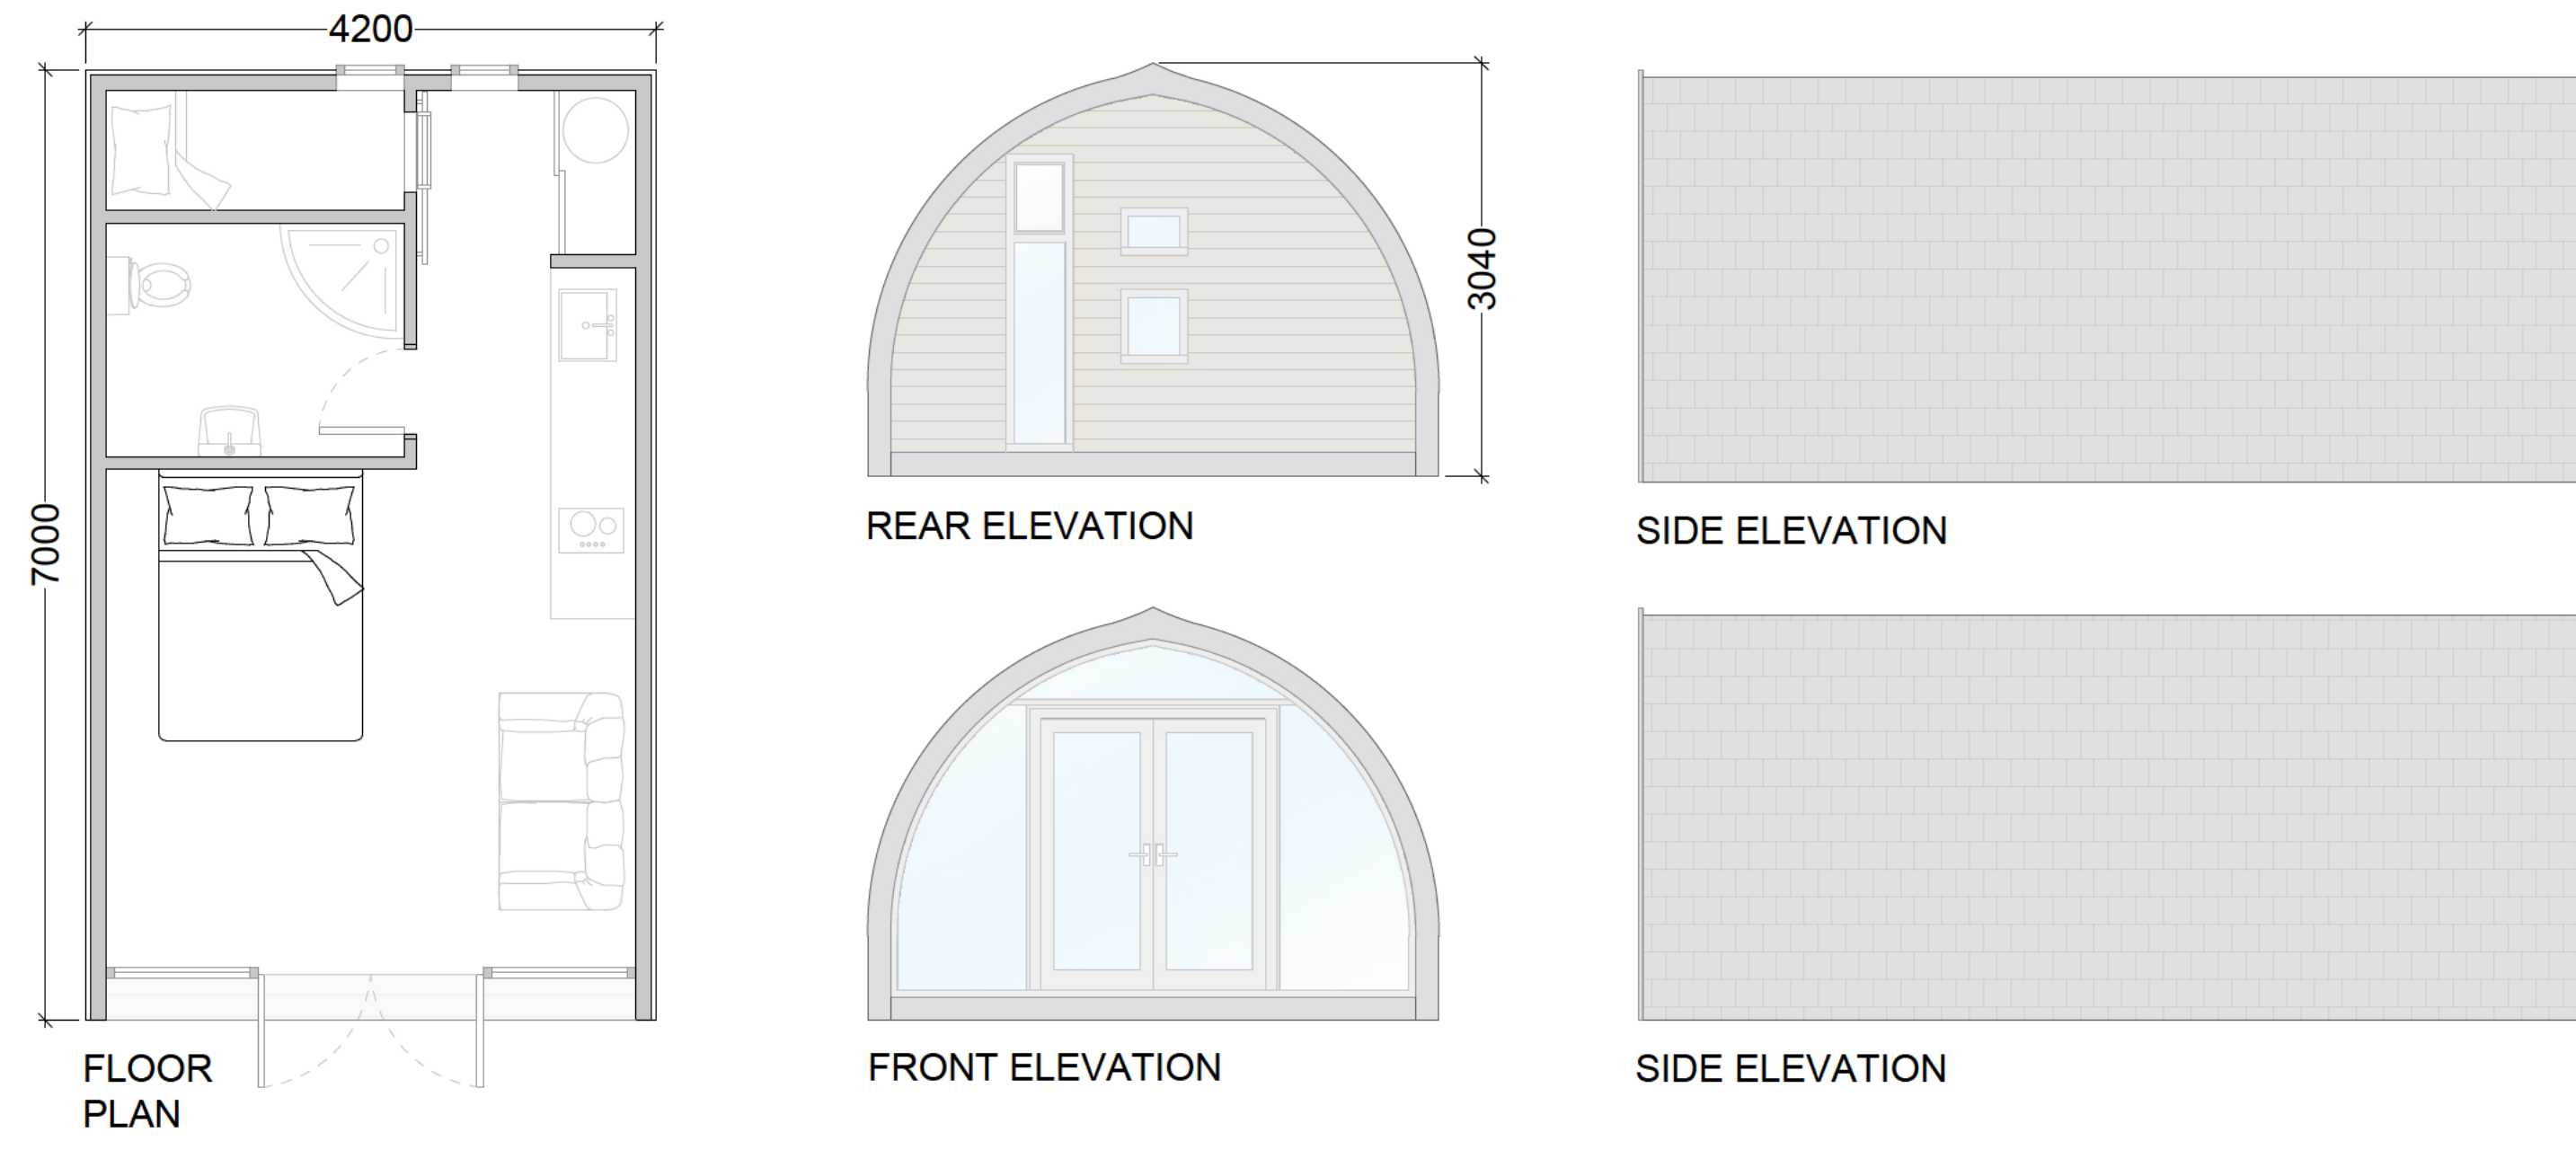 4200
7000
FLOOR
PLAN
3040
REAR ELEVATION
FRONT ELEVATION
SIDE ELEVATION
SIDE ELEVATION